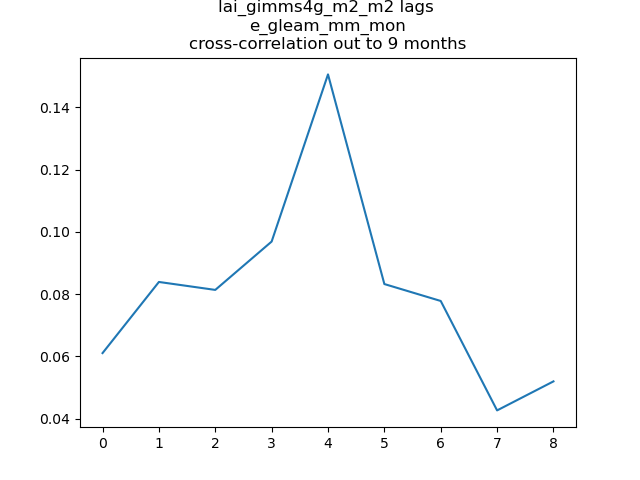 lai_gimms4g_m2_m2 lags
e_gleam_mm_mon
cross-correlation out to 9 months
0.14
0.12
0.10
0.08
0.06
0.04
0 1 2 3 4 5 6 7 8